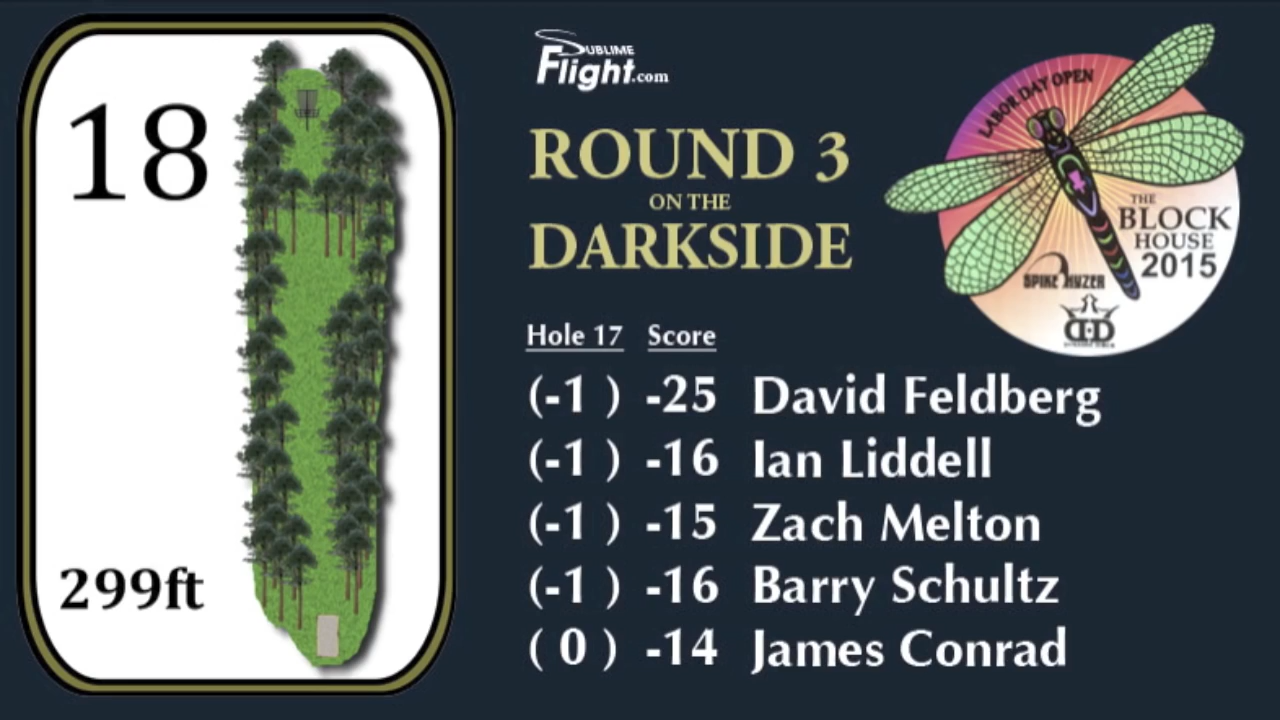 18
299ft
SUBLIME
Flight.com
ROUND 3
ON THE
DARKSIDE
LABOR DAY OPEN
THE
BLOCK
HOUSE
2015
SPIKE HYZER
DD
Hole 17 Score
(-1 ) -25 David Feldberg
(-1 ) -16 Ian Liddell
(-1 ) -15 Zach Melton
(-1 ) -16 Barry Schultz
( 0 ) -14 James Conrad